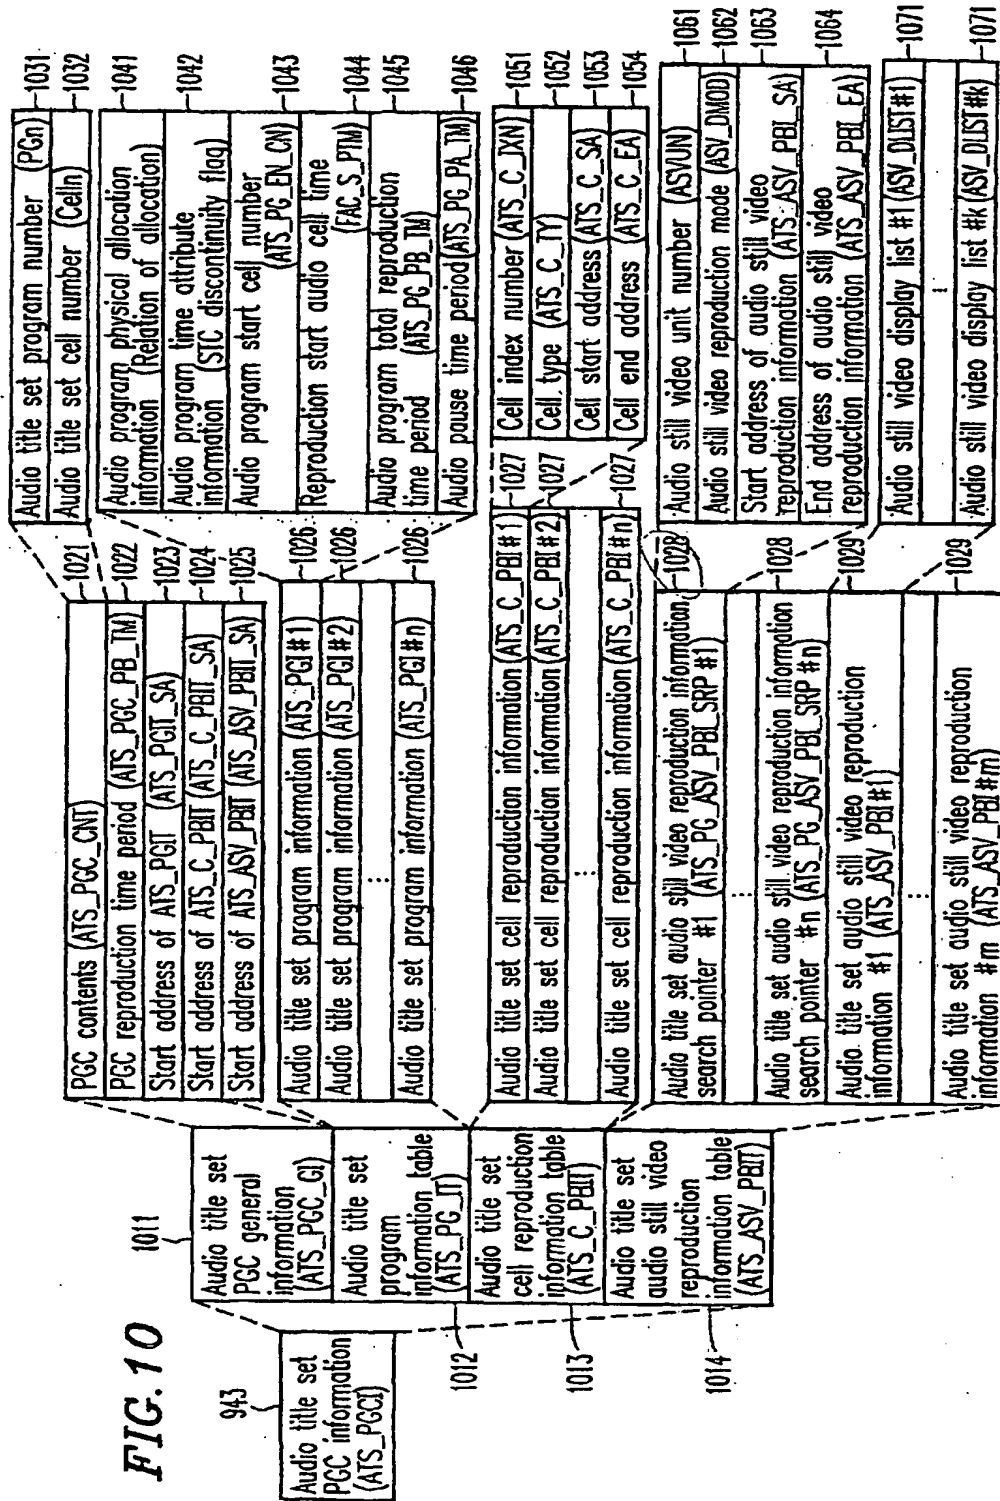 FIG. 10
943
Audio title set
PGC information
(ATS_PGCI)
1011
Audio title set
PGC general
information
(ATS_PGC_GI)
Audio title set
program
information table
(ATS_PG_IT)
1012
Audio title set
cell reproduction
information table
(ATS_C_PBIT)
1013
Audio title set
audio still video
reproduction
information table
(ATS_ASV_PBIT)
1014
PGC contents (ATS_PGC_CNT)
1021
PGC reproduction time period (ATS_PGC_PB_TM)
1022
Start address of ATS_PGIT (ATS_PGIT_SA)
1023
Start address of ATS_C_PBIT (ATS_C_PBIT_SA)
1024
Start address of ATS_ASV_PBIT (ATS_ASV_PBIT_SA)
1025
Audio title set program information (ATS_PGI#1)
1026
Audio title set program information (ATS_PGI#2)
1026
⋮
Audio title set program information (ATS_PGI#n)
1026
Audio title set cell reproduction information (ATS_C_PBI#1)
1027
Audio title set cell reproduction information (ATS_C_PBI#2)
1027
⋮
Audio title set cell reproduction information (ATS_C_PBI#n)
1027
Audio title set audio still video reproduction information
search pointer #1 (ATS_PG_ASV_PBI_SRP #1)
1028
⋮
Audio title set audio still video reproduction information
search pointer #n (ATS_PG_ASV_PBI_SRP #n)
1028
Audio title set audio still video reproduction
information #1 (ATS_ASV_PBI#1)
1029
⋮
Audio title set audio still video reproduction
information #m (ATS_ASV_PBI#m)
1029
Audio title set program number (PGn)
1031
Audio title set cell number (Celln)
1032
Audio program physical allocation
information (Relation of allocation)
1041
Audio program time attribute
information (STC discontinuity flag)
1042
Audio program start cell number
(ATS_PG_EN_CN)
1043
Reproduction start audio cell time
(FAC_S_PTM)
1044
Audio program total reproduction
time period (ATS_PG_PB_TM)
1045
Audio pause time period (ATS_PG_PA_TM)
1046
Cell index number (ATS_C_IXN)
1051
Cell type (ATS_C_TY)
1052
Cell start address (ATS_C_SA)
1053
Cell end address (ATS_C_EA)
1054
Audio still video unit number (ASVUN)
1061
Audio still video reproduction mode (ASV_DMOD)
1062
Start address of audio still video
reproduction information (ATS_ASV_PBI_SA)
1063
End address of audio still video
reproduction information (ATS_ASV_PBI_EA)
1064
Audio still video display list #1 (ASV_DLIST#1)
1071
⋮
Audio still video display list #k (ASV_DLIST#k)
1071